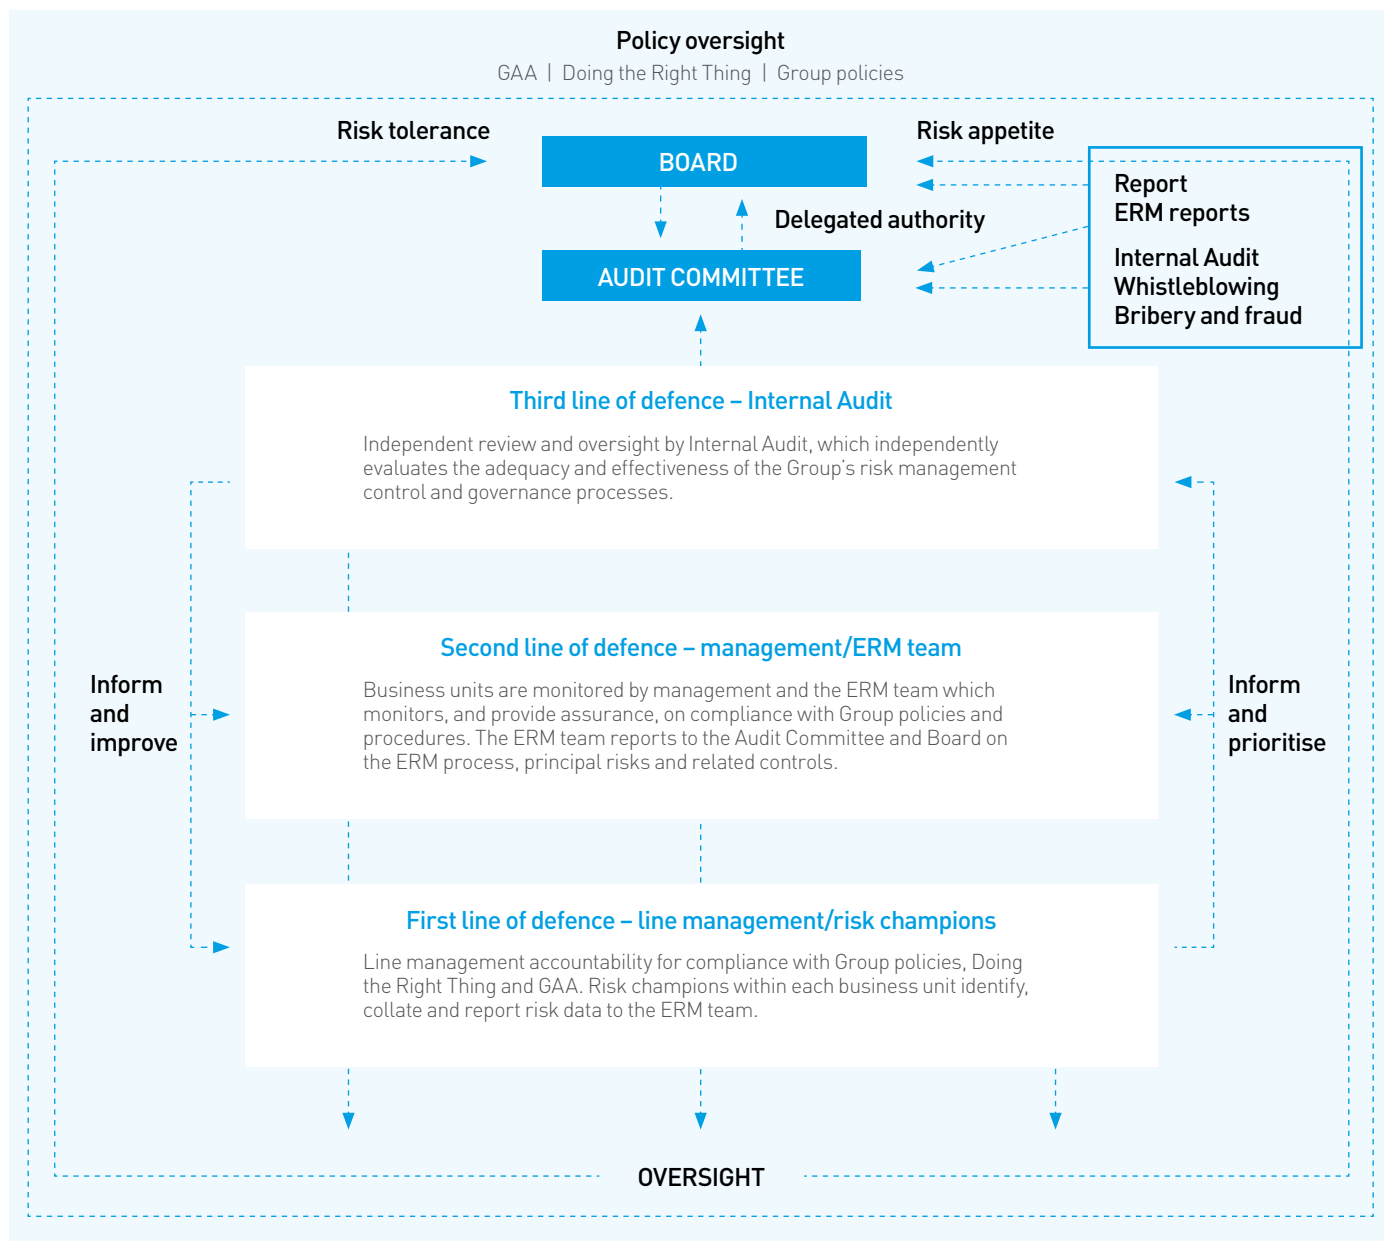 Policy oversight
GAA | Doing the Right Thing | Group policies
Risk tolerance
BOARD
Risk appetite
Report
ERM reports
Internal Audit
Whistleblowing
Bribery and fraud
Delegated authority
AUDIT COMMITTEE
Third line of defence – Internal Audit
Independent review and oversight by Internal Audit, which independently
evaluates the adequacy and effectiveness of the Group's risk management
control and governance processes.
Inform
and
improve
Second line of defence – management/ERM team
Business units are monitored by management and the ERM team which
monitors, and provide assurance, on compliance with Group policies and
procedures. The ERM team reports to the Audit Committee and Board on
the ERM process, principal risks and related controls.
Inform
and
prioritise
First line of defence – line management/risk champions
Line management accountability for compliance with Group policies, Doing
the Right Thing and GAA. Risk champions within each business unit identify,
collate and report risk data to the ERM team.
OVERSIGHT